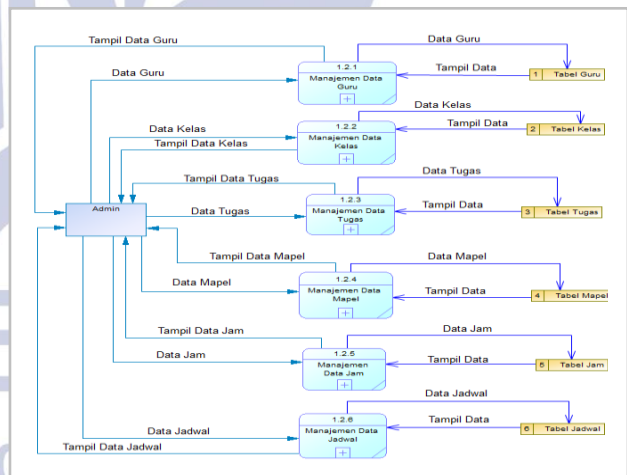 Tampil Data Guru
Data Guru
1.2.1
Manajemen Data
Guru
Data Guru
Tampil Data
1 Tabel Guru
Data Kelas
Tampil Data Kelas
1.2.2
Manajemen Data
Kelas
Data Kelas
Tampil Data
2 Tabel Kelas
Tampil Data Tugas
Admin
Data Tugas
1.2.3
Manajemen Data
Tugas
Data Tugas
Tampil Data
3 Tabel Tugas
Tampil Data Mapel
Data Mapel
1.2.4
Manajemen Data
Mapel
Data Mapel
Tampil Data
4 Tabel Mapel
Tampil Data Jam
Data Jam
1.2.5
Manajemen
Data Jam
Data Jam
Tampil Data
5 Tabel Jam
Data Jadwal
Tampil Data Jadwal
1.2.6
Manajemen Data
Jadwal
Data Jadwal
Tampil Data
6 Tabel Jadwal